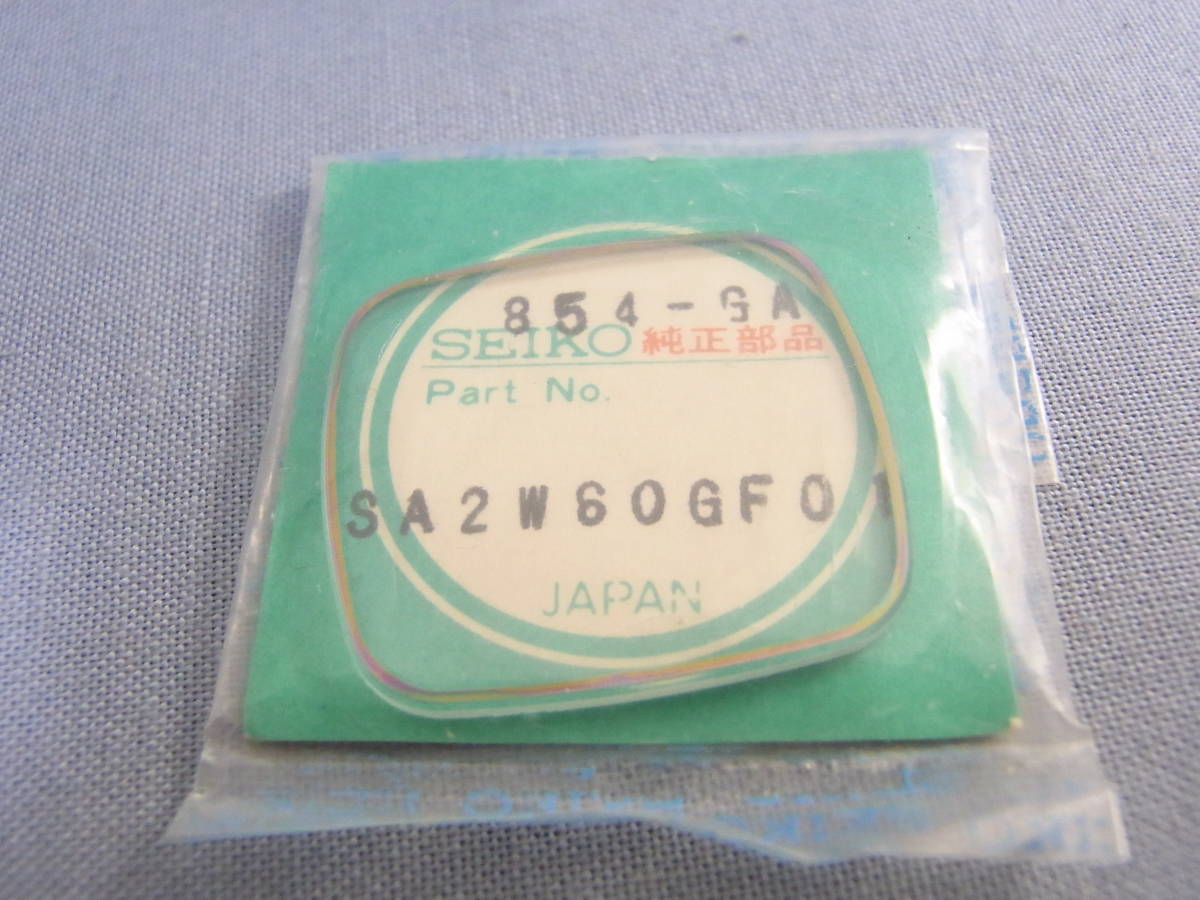 854-GA
SEIKO 純正部品
Part No.
SA2W60GF01
JAPAN